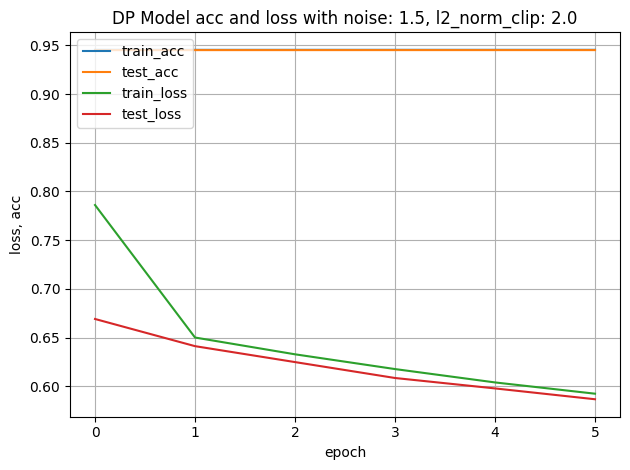 DP Model acc and loss with noise: 1.5, l2_norm_clip: 2.0
0.95
0.90
0.85
0.80
0.75
0.70
0.65
0.60
loss, acc
train_acc
test_acc
train_loss
test_loss
0 1 2 3 4 5
epoch